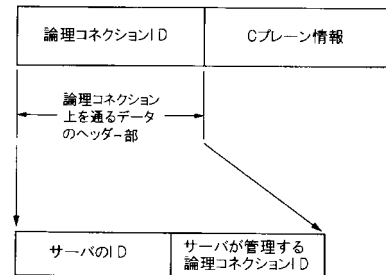 論理コネクションID
Cプレーン情報
論理コネクション
上を通るデータ
のヘッダー部
サーバのID
サーバが管理する
論理コネクションID